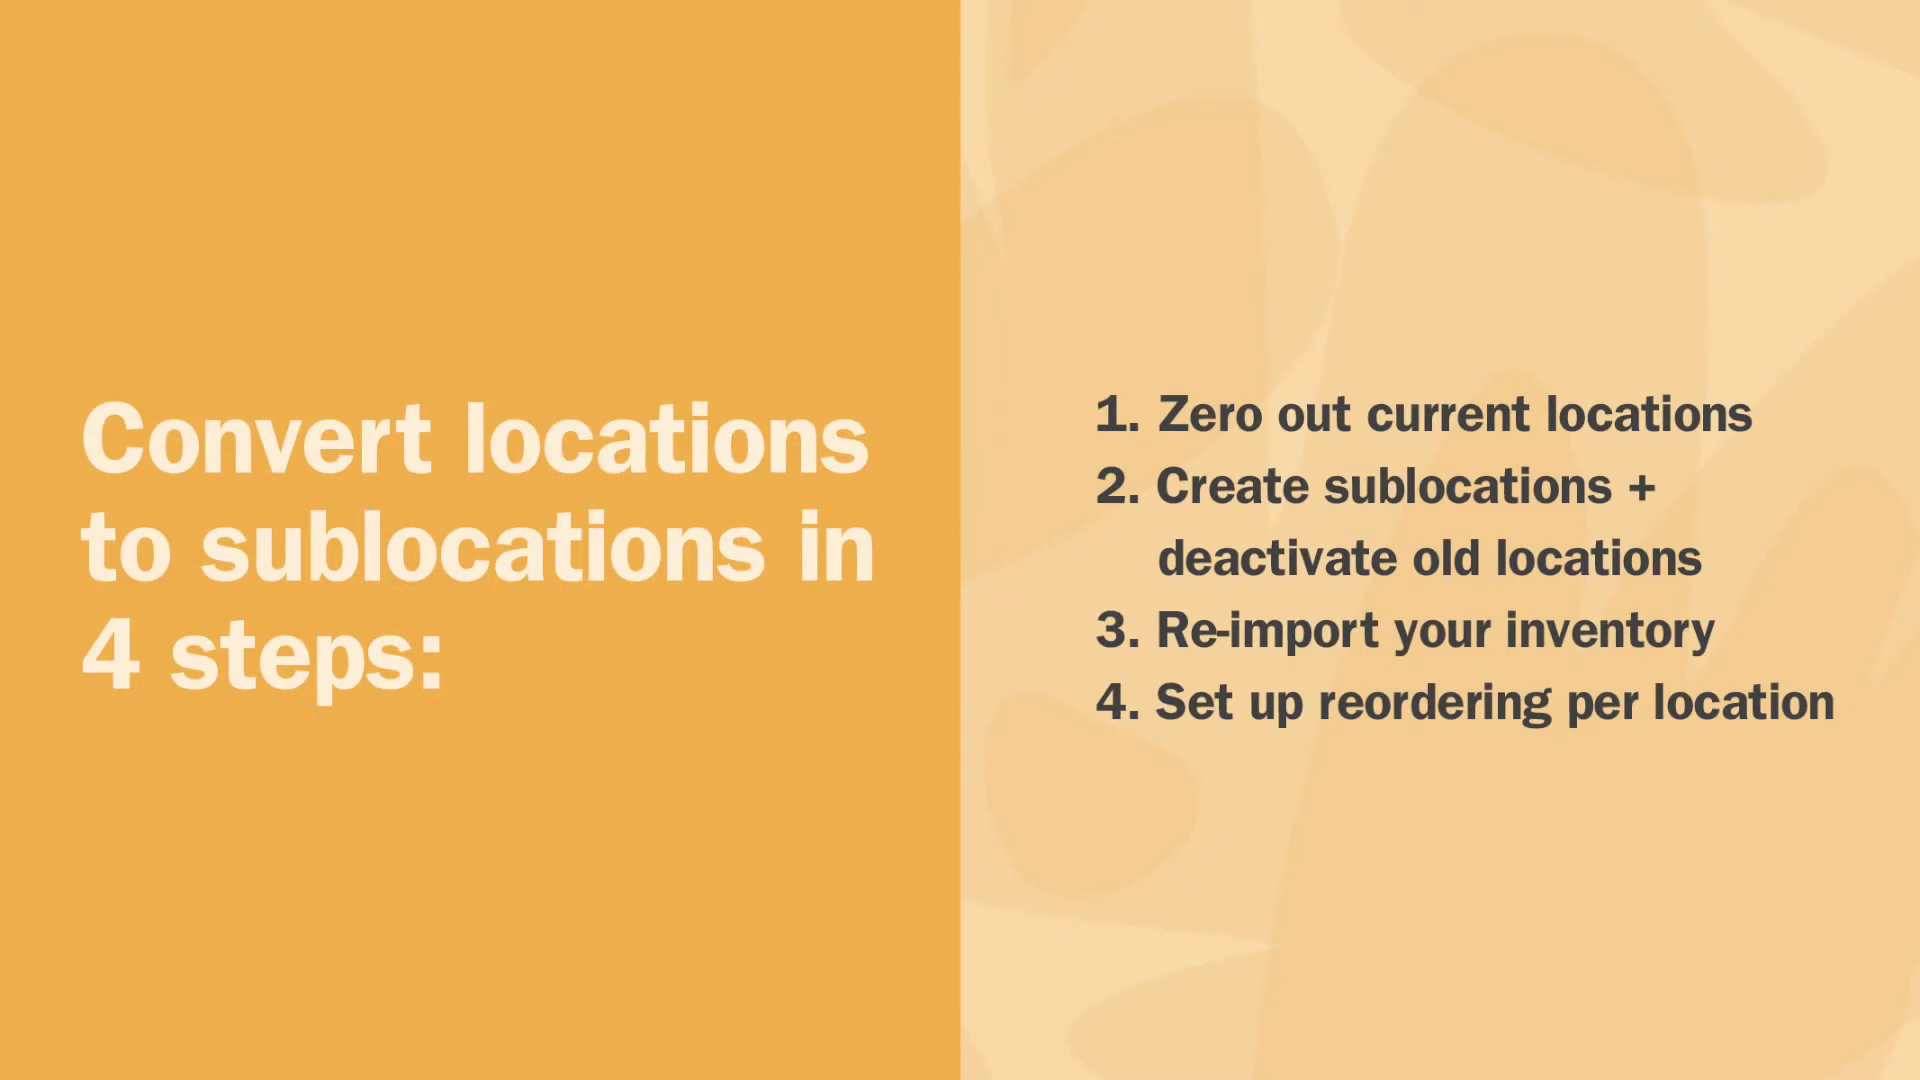 Convert locations
to sublocations in
4 steps:
1. Zero out current locations
2. Create sublocations +
deactivate old locations
3. Re-import your inventory
4. Set up reordering per location